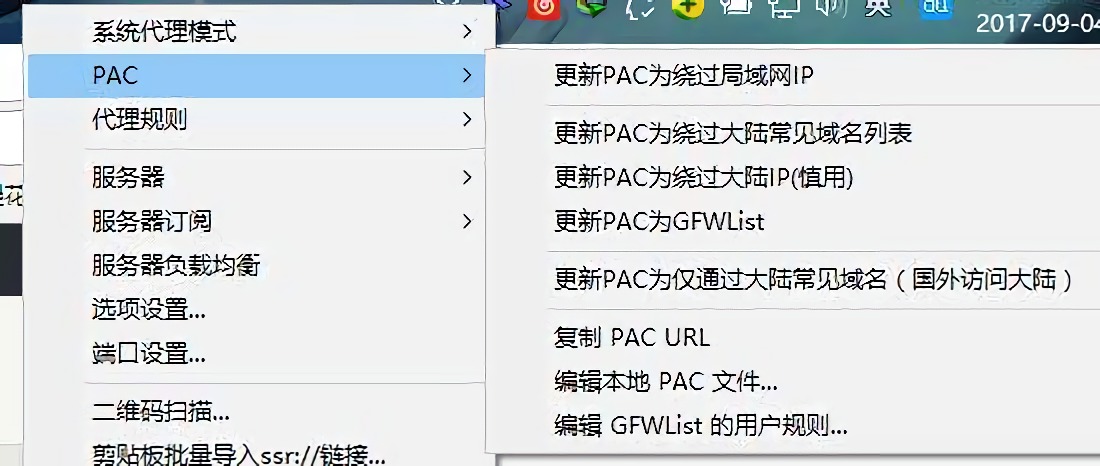 英
2017-09-04
系统代理模式
PAC
代理规则
服务器
服务器订阅
服务器负载均衡
选项设置...
端口设置...
二维码扫描...
剪贴板批量导入ssr://链接...
更新PAC为绕过局域网IP
更新PAC为绕过大陆常见域名列表
更新PAC为绕过大陆IP(慎用)
更新PAC为GFWList
更新PAC为仅通过大陆常见域名（国外访问大陆）
复制 PAC URL
编辑本地 PAC 文件...
编辑 GFWList 的用户规则...